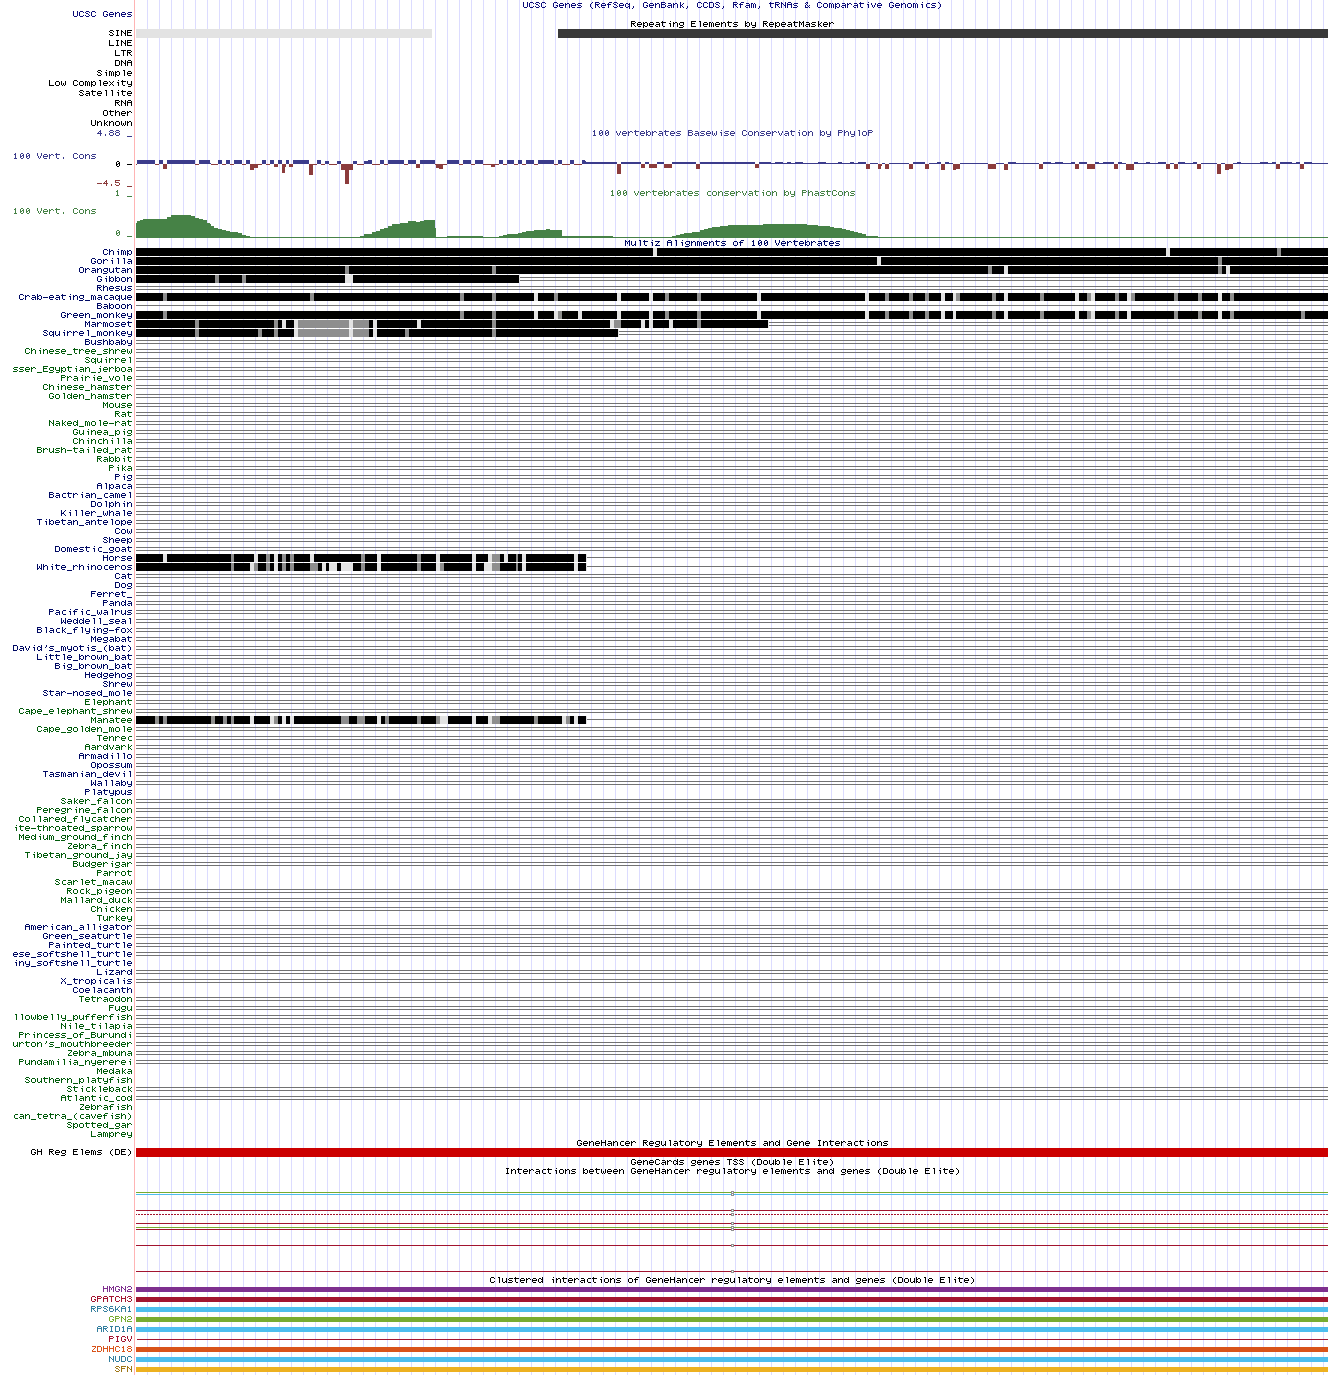 UCSC Genes (RefSeq, GenBank, CCDS, Rfam, tRNAs & Comparative Genomics)
UCSC Genes
Repeating Elements by RepeatMasker
SINE
LINE
LTR
DNA
Simple
Low Complexity
Satellite
RNA
Other
Unknown
4.88 _
100 vertebrates Basewise Conservation by PhyloP
100 Vert. Cons
0 -
-4.5 _
1 _
100 vertebrates conservation by PhastCons
100 Vert. Cons
0 _
Multiz Alignments of 100 Vertebrates
Chimp
Gorilla
Orangutan
Gibbon
Rhesus
Crab-eating_macaque
Baboon
Green_monkey
Marmoset
Squirrel_monkey
Bushbaby
Chinese_tree_shrew
Squirrel
sser_Egyptian_jerboa
Prairie_vole
Chinese_hamster
Golden_hamster
Mouse
Rat
Naked_mole-rat
Guinea_pig
Chinchilla
Brush-tailed_rat
Rabbit
Pika
Pig
Alpaca
Bactrian_camel
Dolphin
Killer_whale
Tibetan_antelope
Cow
Sheep
Domestic_goat
Horse
White_rhinoceros
Cat
Dog
Ferret_
Panda
Pacific_walrus
Weddell_seal
Black_flying-fox
Megabat
David's_myotis_(bat)
Little_brown_bat
Big_brown_bat
Hedgehog
Shrew
Star-nosed_mole
Elephant
Cape_elephant_shrew
Manatee
Cape_golden_mole
Tenrec
Aardvark
Armadillo
Opossum
Tasmanian_devil
Wallaby
Platypus
Saker_falcon
Peregrine_falcon
Collared_flycatcher
ite-throated_sparrow
Medium_ground_finch
Zebra_finch
Tibetan_ground_jay
Budgerigar
Parrot
Scarlet_macaw
Rock_pigeon
Mallard_duck
Chicken
Turkey
American_alligator
Green_seaturtle
Painted_turtle
ese_softshell_turtle
iny_softshell_turtle
Lizard
X_tropicalis
Coelacanth
Tetraodon
Fugu
llowbelly_pufferfish
Nile_tilapia
Princess_of_Burundi
urton's_mouthbreeder
Zebra_mbuna
Pundamilia_nyererei
Medaka
Southern_platyfish
Stickleback
Atlantic_cod
Zebrafish
can_tetra_(cavefish)
Spotted_gar
Lamprey
GeneHancer Regulatory Elements and Gene Interactions
GH Reg Elems (DE)
GeneCards genes TSS (Double Elite)
Interactions between GeneHancer regulatory elements and genes (Double Elite)
Clustered interactions of GeneHancer regulatory elements and genes (Double Elite)
HMGN2
GPATCH3
RPS6KA1
GPN2
ARID1A
PIGV
ZDHHC18
NUDC
SFN